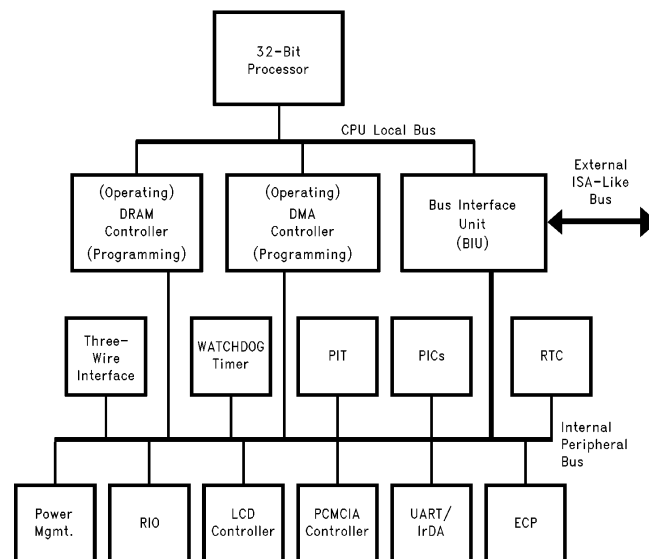 32-Bit
Processor
CPU Local Bus
External
ISA-Like
Bus
(Operating)
DRAM
Controller
(Programming)
(Operating)
DMA
Controller
(Programming)
Bus Interface
Unit
(BIU)
Three-
Wire
Interface
WATCHDOG
Timer
PIT
PICs
RTC
Internal
Peripheral
Bus
Power
Mgmt.
RIO
LCD
Controller
PCMCIA
Controller
UART/
IrDA
ECP